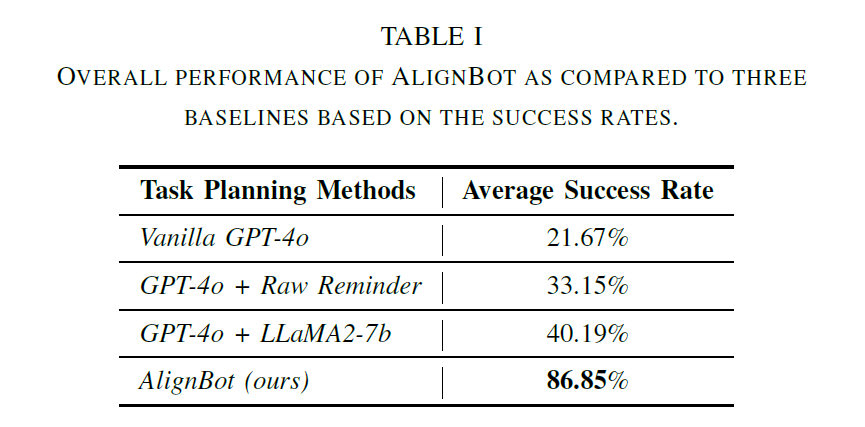 TABLE I
OVERALL PERFORMANCE OF ALIGNBOT AS COMPARED TO THREE
BASELINES BASED ON THE SUCCESS RATES.
Task Planning Methods Average Success Rate
Vanilla GPT-4o 21.67%
GPT-4o + Raw Reminder 33.15%
GPT-4o + LLaMA2-7b 40.19%
AlignBot (ours) 86.85%